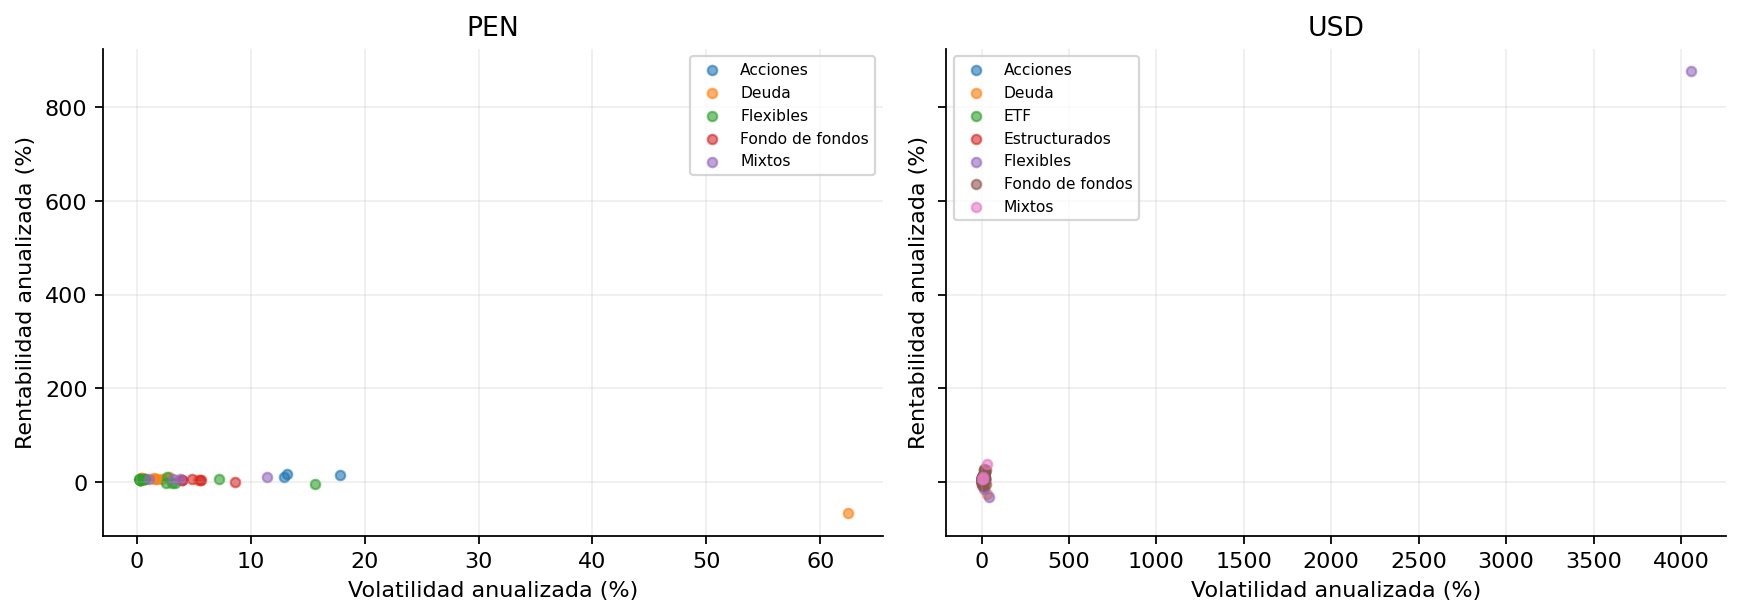 PEN
Rentabilidad anualizada (%)
800
600
400
200
0
Acciones
Deuda
Flexibles
Fondo de fondos
Mixtos
0 10 20 30 40 50 60
Volatilidad anualizada (%)
USD
Rentabilidad anualizada (%)
Acciones
Deuda
ETF
Estructurados
Flexibles
Fondo de fondos
Mixtos
0 500 1000 1500 2000 2500 3000 3500 4000
Volatilidad anualizada (%)